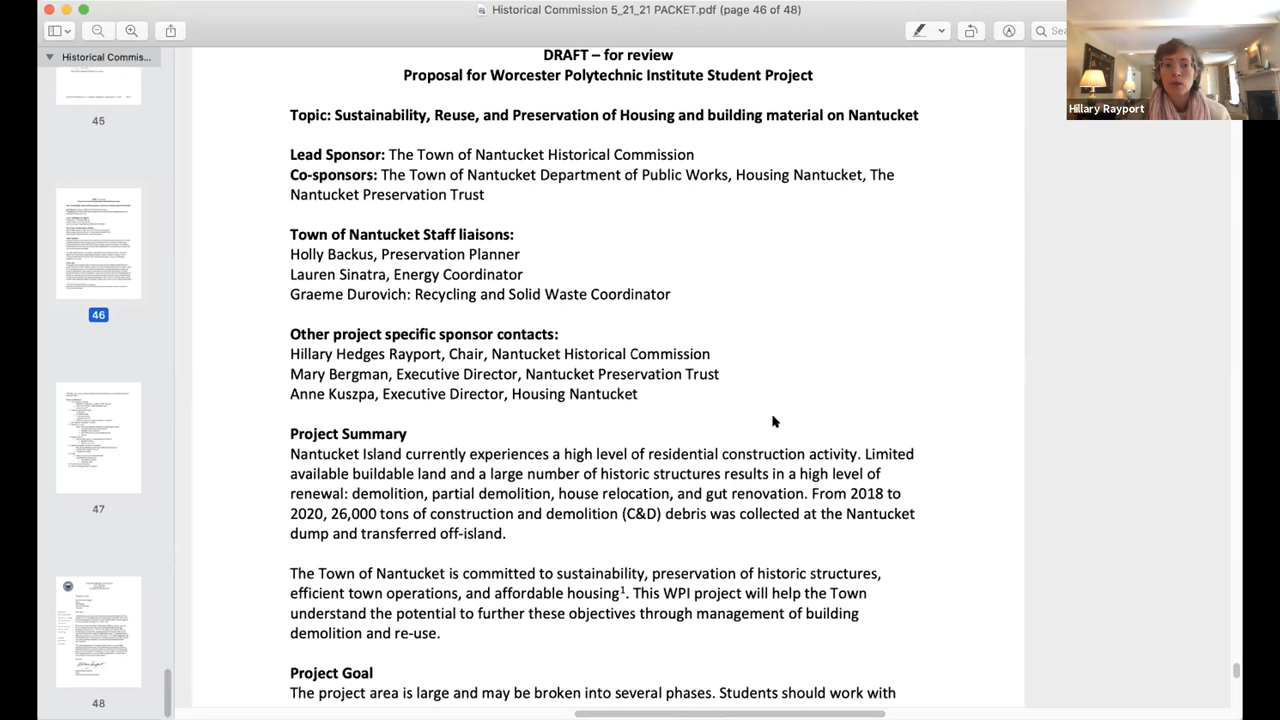 Historical Commission 5_21_21 PACKET.pdf (page 46 of 48)
Historical Commis...
Sea
Hillary Rayport
45
46
47
48
DRAFT – for review
Proposal for Worcester Polytechnic Institute Student Project
Topic: Sustainability, Reuse, and Preservation of Housing and building material on Nantucket
Lead Sponsor: The Town of Nantucket Historical Commission
Co-sponsors: The Town of Nantucket Department of Public Works, Housing Nantucket, The
Nantucket Preservation Trust
Town of Nantucket Staff liaisons:
Holly Backus, Preservation Planner
Lauren Sinatra, Energy Coordinator
Graeme Durovich: Recycling and Solid Waste Coordinator
Other project specific sponsor contacts:
Hillary Hedges Rayport, Chair, Nantucket Historical Commission
Mary Bergman, Executive Director, Nantucket Preservation Trust
Anne Kuszpa, Executive Director, Housing Nantucket
Project Summary
Nantucket Island currently experiences a high level of residential construction activity. Limited
available buildable land and a large number of historic structures results in a high level of
renewal: demolition, partial demolition, house relocation, and gut renovation. From 2018 to
2020, 26,000 tons of construction and demolition (C&D) debris was collected at the Nantucket
dump and transferred off-island.
The Town of Nantucket is committed to sustainability, preservation of historic structures,
efficient town operations, and affordable housing¹. This WPI project will help the Town
understand the potential to further these objectives through management of building
demolition and re-use.
Project Goal
The project area is large and may be broken into several phases. Students should work with